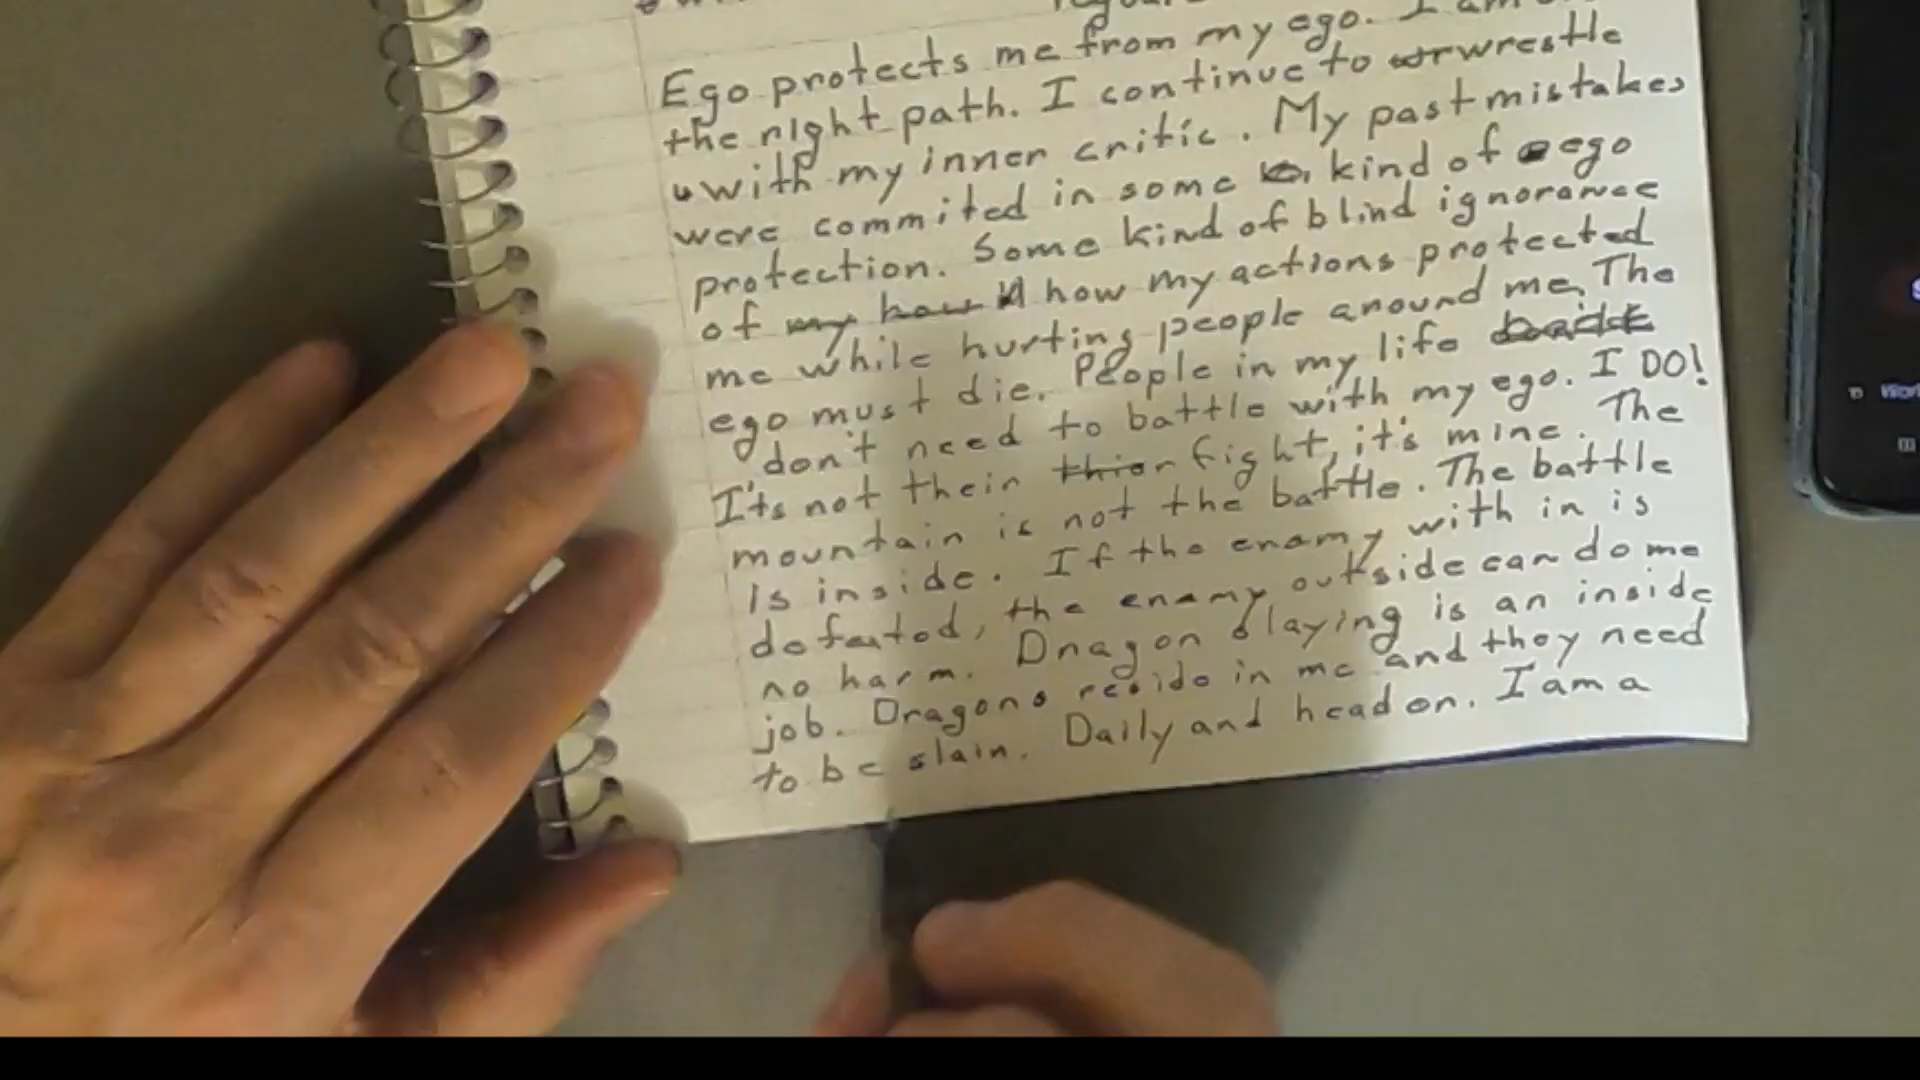 Ego protects me from my ego. I am
the right path. I continue to wrestle
with my inner critic. My past mistakes
were commited in some kind of ego
protection. Some kind of blind ignorance
of my how how my actions protected
me while hurting people around me. The
ego must die. People in my life
don't need to battle with my ego. I DO!
It's not their fight, it's mine. The
mountain is not the battle. The battle
Is inside. If the enemy with in is
defeated, the enemy outside can do me
no harm. Dragon slaying is an inside
job. Dragons reside in me and they need
to be slain. Daily and head on. I am a